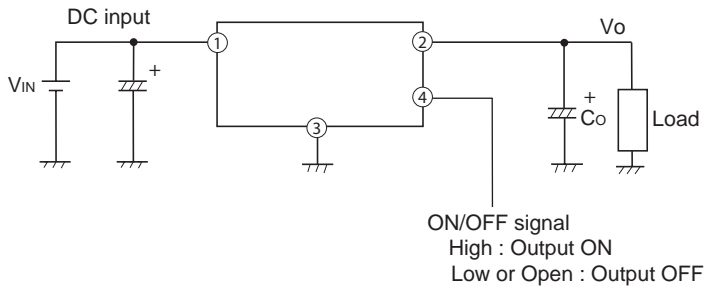 DC input
Vo
1
2
VIN
+
4
+
Co
Load
3
ON/OFF signal
High : Output ON
Low or Open : Output OFF